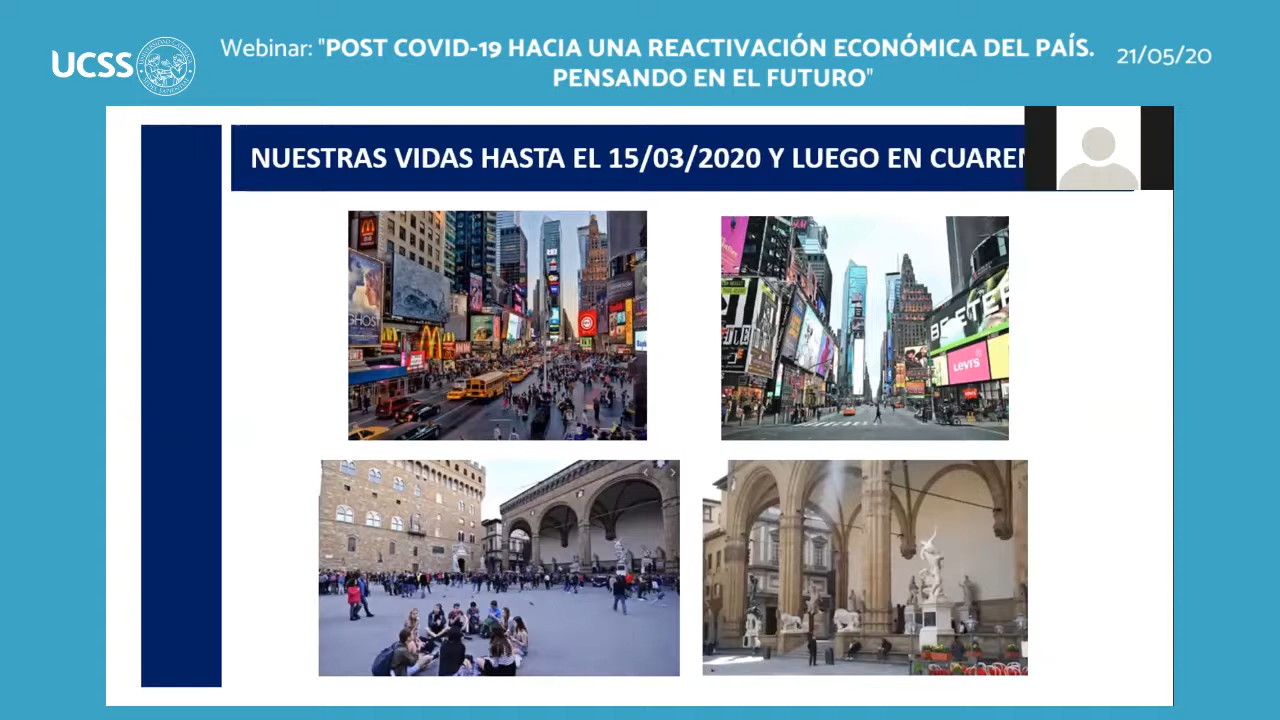 UCSS
Webinar: "POST COVID-19 HACIA UNA REACTIVACIÓN ECONÓMICA DEL PAÍS.
PENSANDO EN EL FUTURO"
21/05/20
NUESTRAS VIDAS HASTA EL 15/03/2020 Y LUEGO EN CUAREN
GHOST
LEVI'S